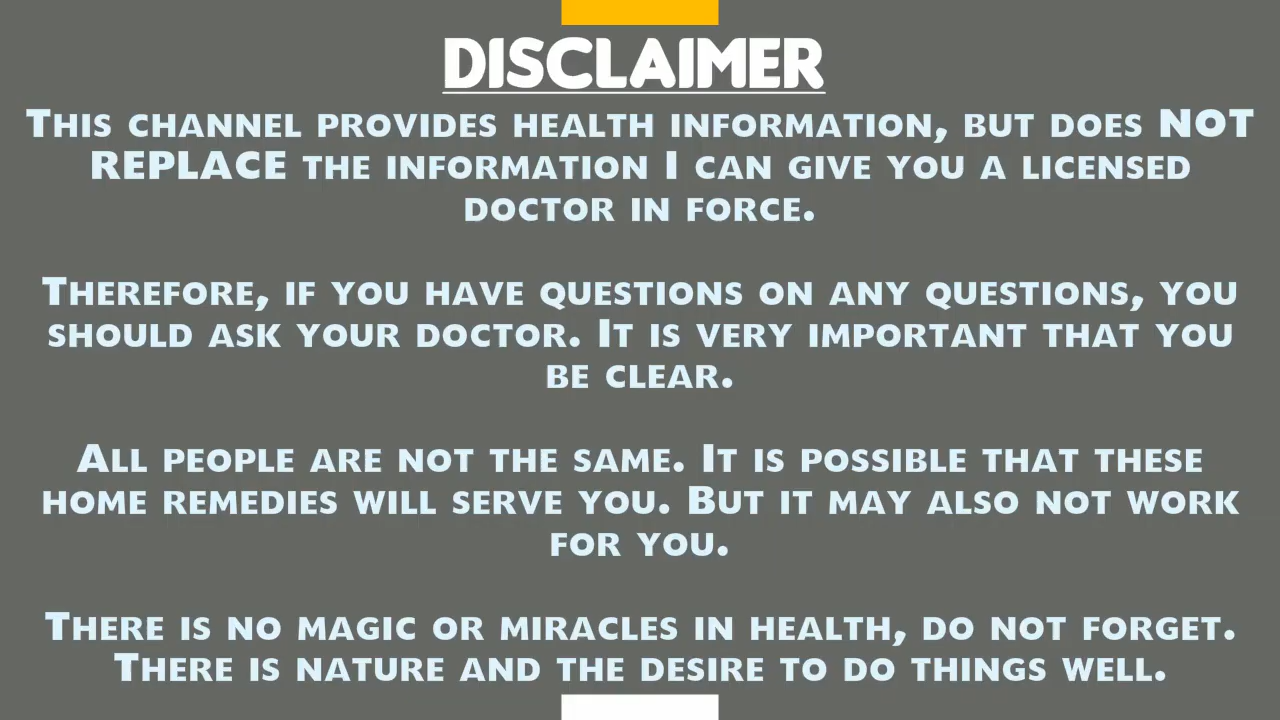 DISCLAIMER
THIS CHANNEL PROVIDES HEALTH INFORMATION, BUT DOES NOT
REPLACE THE INFORMATION I CAN GIVE YOU A LICENSED
DOCTOR IN FORCE.
THEREFORE, IF YOU HAVE QUESTIONS ON ANY QUESTIONS, YOU
SHOULD ASK YOUR DOCTOR. IT IS VERY IMPORTANT THAT YOU
BE CLEAR.
ALL PEOPLE ARE NOT THE SAME. IT IS POSSIBLE THAT THESE
HOME REMEDIES WILL SERVE YOU. BUT IT MAY ALSO NOT WORK
FOR YOU.
THERE IS NO MAGIC OR MIRACLES IN HEALTH, DO NOT FORGET.
THERE IS NATURE AND THE DESIRE TO DO THINGS WELL.